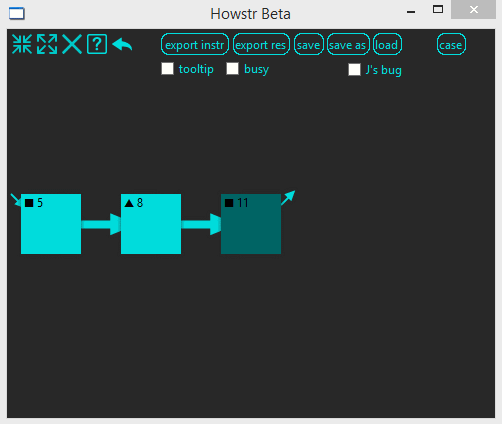 Howstr Beta
? export instr export res save save as load case
tooltip busy J's bug
5 8 11